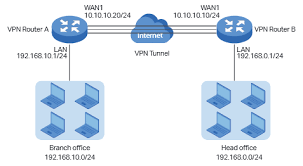 WAN1
10.10.10.20/24
WAN1
10.10.10.10/24
VPN Router A
Internet
VPN Router B
VPN Tunnel
LAN
192.168.10.1/24
LAN
192.168.0.1/24
Branch office
192.168.10.0/24
Head office
192.168.0.0/24